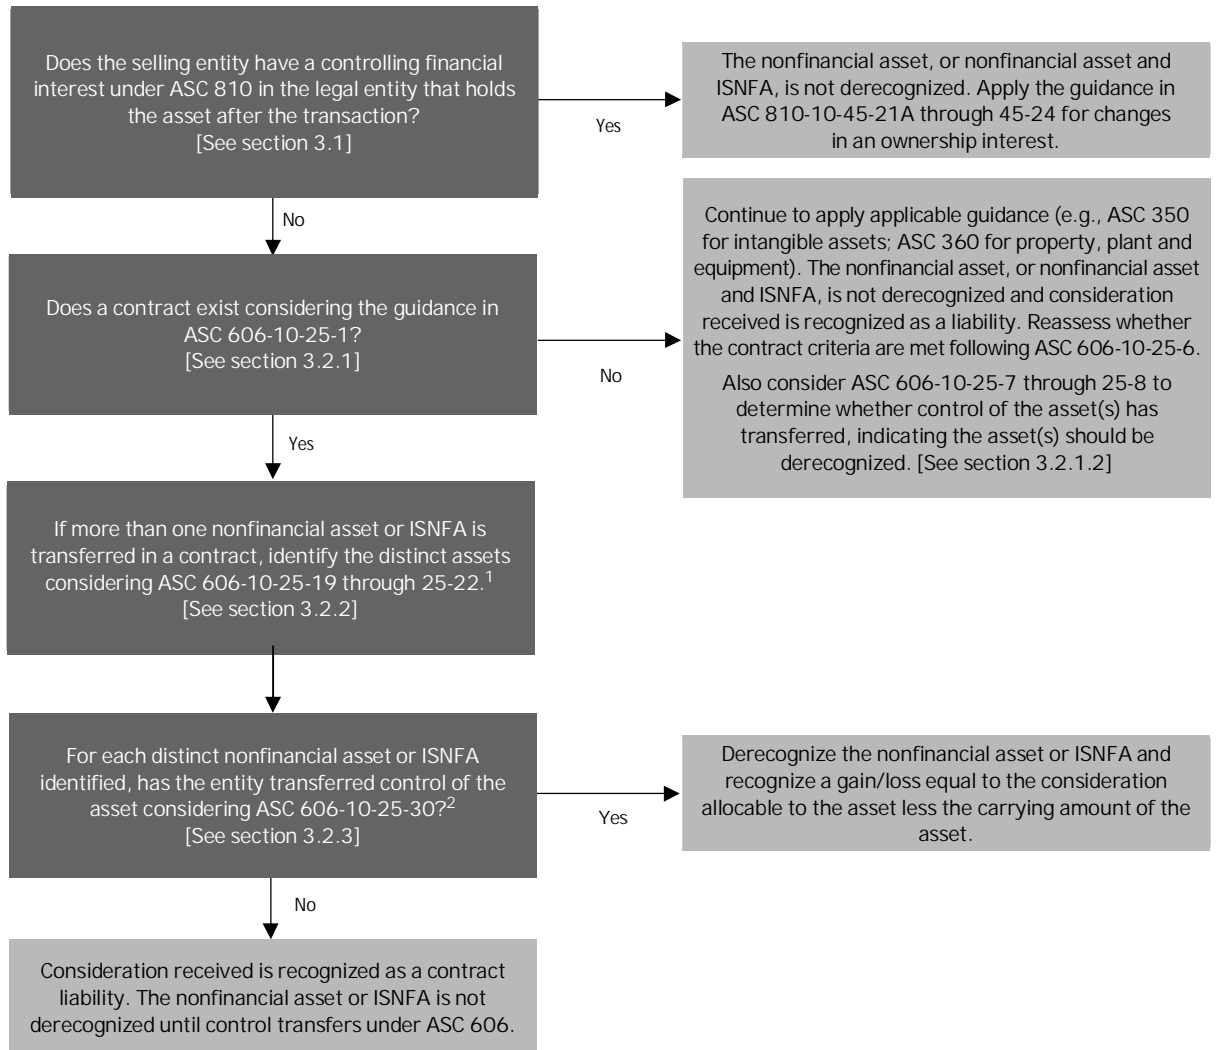 Does the selling entity have a controlling financial
interest under ASC 810 in the legal entity that holds
the asset after the transaction?
[See section 3.1]
Yes
The nonfinancial asset, or nonfinancial asset and
ISNFA, is not derecognized. Apply the guidance in
ASC 810-10-45-21A through 45-24 for changes
in an ownership interest.
No
Does a contract exist considering the guidance in
ASC 606-10-25-1?
[See section 3.2.1]
No
Continue to apply applicable guidance (e.g., ASC 350
for intangible assets; ASC 360 for property, plant and
equipment). The nonfinancial asset, or nonfinancial asset
and ISNFA, is not derecognized and consideration
received is recognized as a liability. Reassess whether
the contract criteria are met following ASC 606-10-25-6.
Also consider ASC 606-10-25-7 through 25-8 to
determine whether control of the asset(s) has
transferred, indicating the asset(s) should be
derecognized. [See section 3.2.1.2]
Yes
If more than one nonfinancial asset or ISNFA is
transferred in a contract, identify the distinct assets
considering ASC 606-10-25-19 through 25-22.1
[See section 3.2.2]
For each distinct nonfinancial asset or ISNFA
identified, has the entity transferred control of the
asset considering ASC 606-10-25-30?2
[See section 3.2.3]
Yes
Derecognize the nonfinancial asset or ISNFA and
recognize a gain/loss equal to the consideration
allocable to the asset less the carrying amount of the
asset.
No
Consideration received is recognized as a contract
liability. The nonfinancial asset or ISNFA is not
derecognized until control transfers under ASC 606.